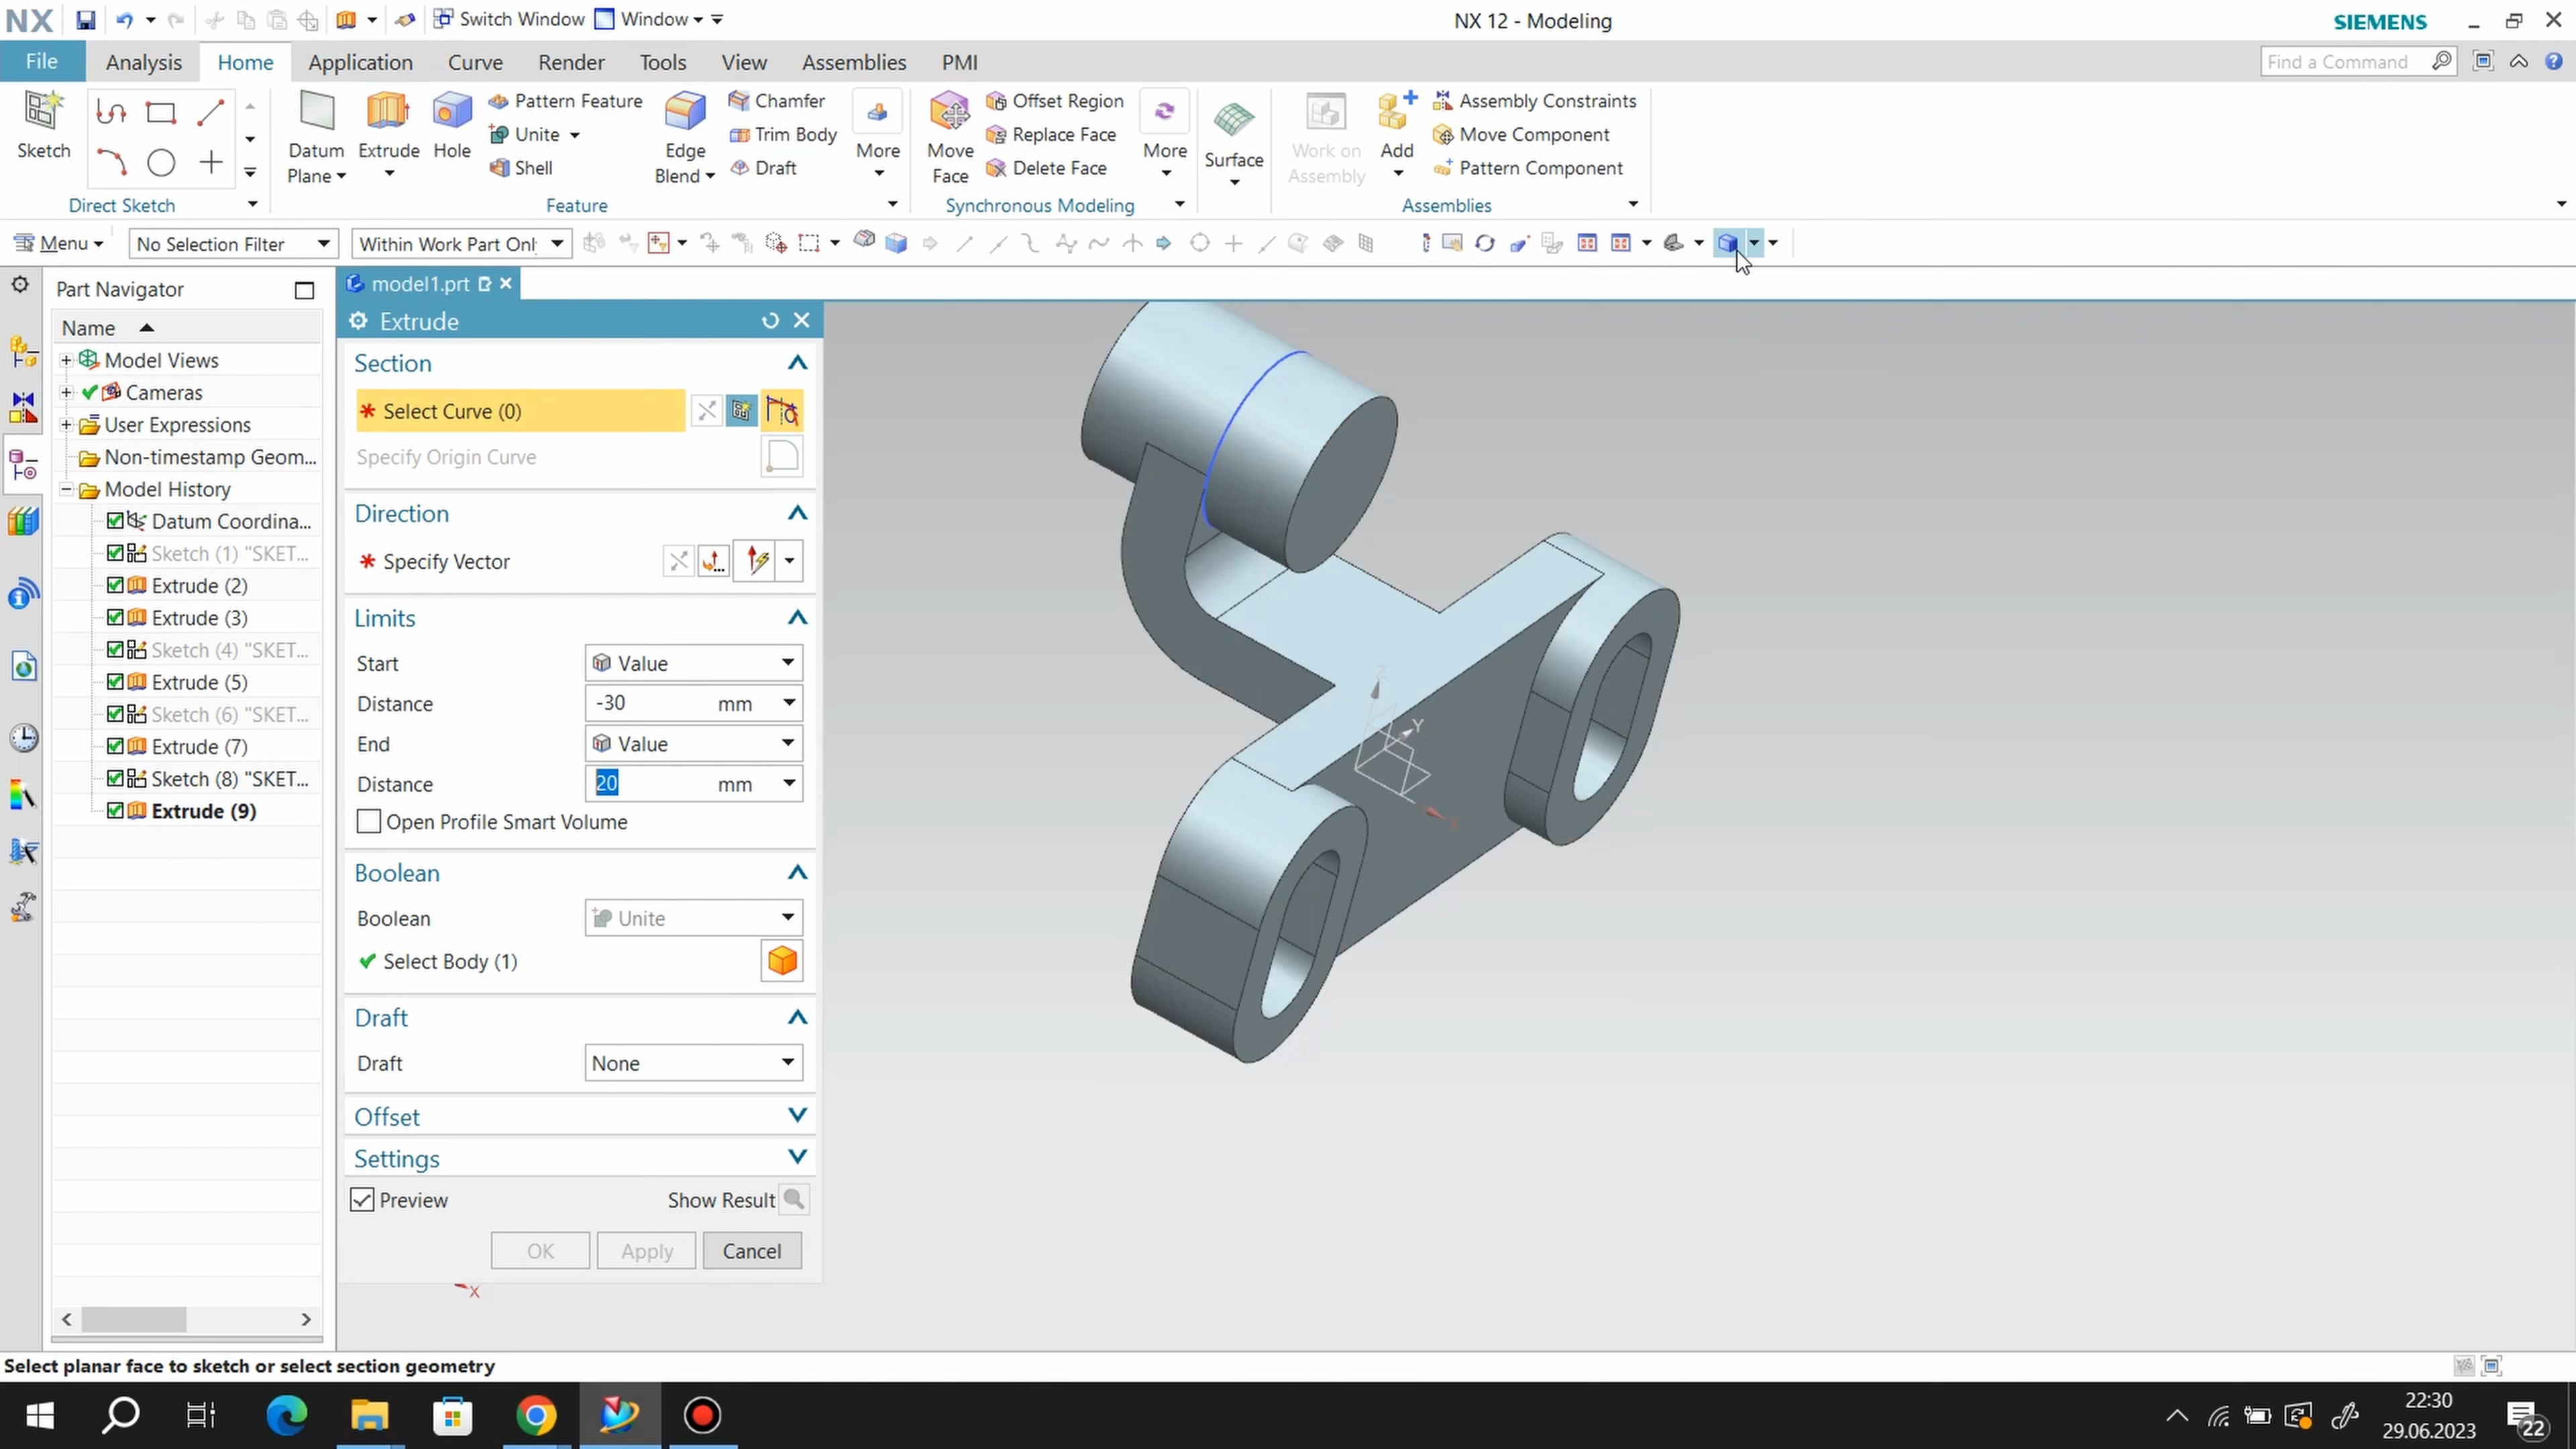 NX
Switch Window
Window
NX 12 - Modeling
SIEMENS
File
Analysis
Home
Application
Curve
Render
Tools
View
Assemblies
PMI
Find a Command
Sketch
Direct Sketch
Datum
Plane
Extrude
Hole
Pattern Feature
Unite
Shell
Edge
Blend
Chamfer
Trim Body
Draft
More
Feature
Move
Face
Offset Region
Replace Face
Delete Face
More
Synchronous Modeling
Surface
Work on
Assembly
Add
Assembly Constraints
Move Component
Pattern Component
Assemblies
Menu
No Selection Filter
Within Work Part Onl
Part Navigator
Name
Model Views
Cameras
User Expressions
Non-timestamp Geom...
Model History
Datum Coordina...
Sketch (1) "SKET...
Extrude (2)
Extrude (3)
Sketch (4) "SKET...
Extrude (5)
Sketch (6) "SKET...
Extrude (7)
Sketch (8) "SKET...
Extrude (9)
model1.prt
Extrude
Section
* Select Curve (0)
Specify Origin Curve
Direction
* Specify Vector
Limits
Start
Value
Distance
-30 mm
End
Value
Distance
20 mm
Open Profile Smart Volume
Boolean
Boolean
Unite
Select Body (1)
Draft
Draft
None
Offset
Settings
Preview
Show Result
OK
Apply
Cancel
Z
Y
X
X
Select planar face to sketch or select section geometry
22:30
29.06.2023
22